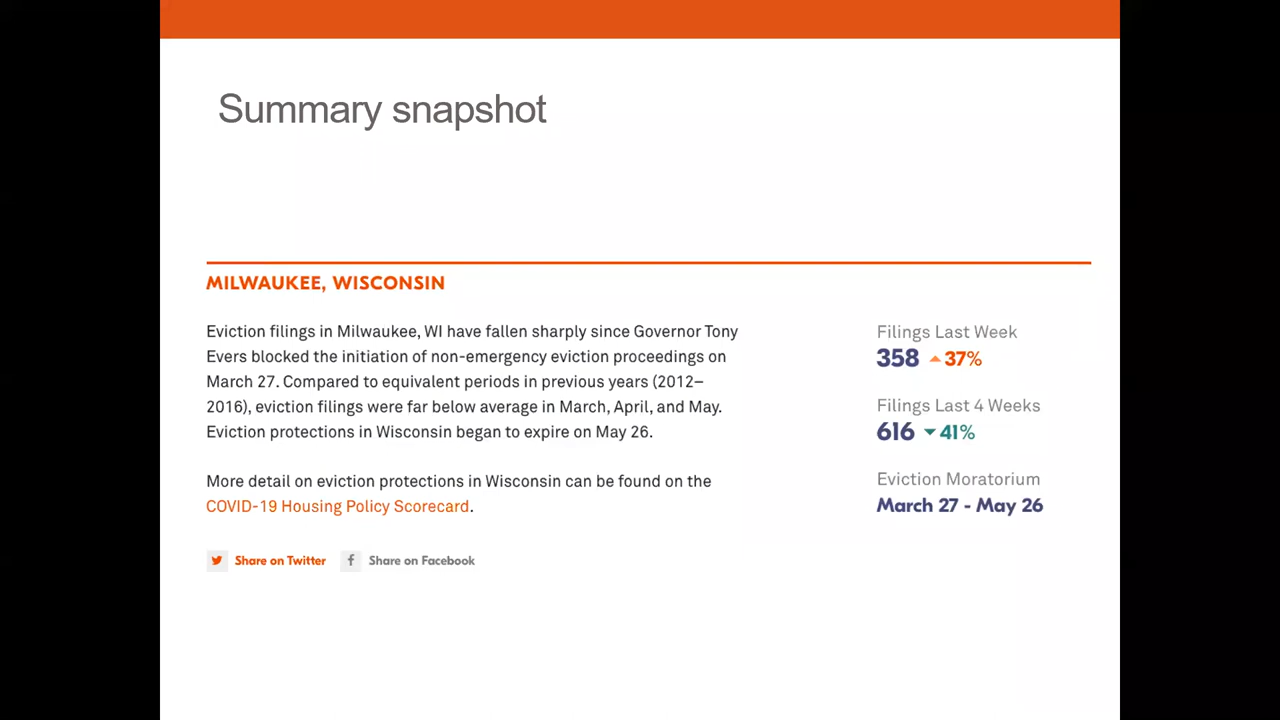 Summary snapshot
MILWAUKEE, WISCONSIN
Eviction filings in Milwaukee, WI have fallen sharply since Governor Tony
Evers blocked the initiation of non-emergency eviction proceedings on
March 27. Compared to equivalent periods in previous years (2012–
2016), eviction filings were far below average in March, April, and May.
Eviction protections in Wisconsin began to expire on May 26.
More detail on eviction protections in Wisconsin can be found on the
COVID-19 Housing Policy Scorecard.
Share on Twitter
Share on Facebook
Filings Last Week
358 37%
Filings Last 4 Weeks
616 41%
Eviction Moratorium
March 27 - May 26